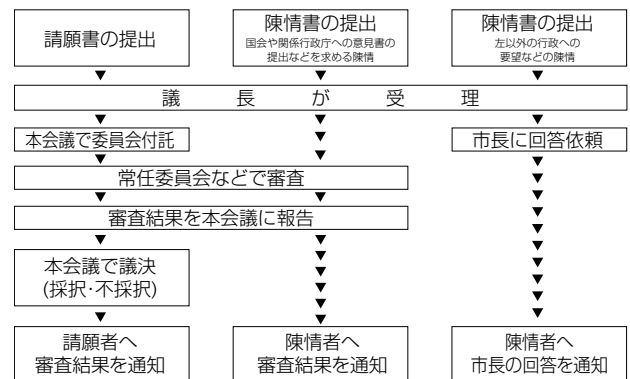 請願書の提出
陳情書の提出
国会や関係行政庁への意見書の
提出などを求める陳情
陳情書の提出
左以外の行政への
要望などの陳情
議長が受理
本会議で委員会付託
市長に回答依頼
常任委員会などで審査
審査結果を本会議に報告
本会議で議決
(採択･不採択)
請願者へ
審査結果を通知
陳情者へ
審査結果を通知
陳情者へ
市長の回答を通知